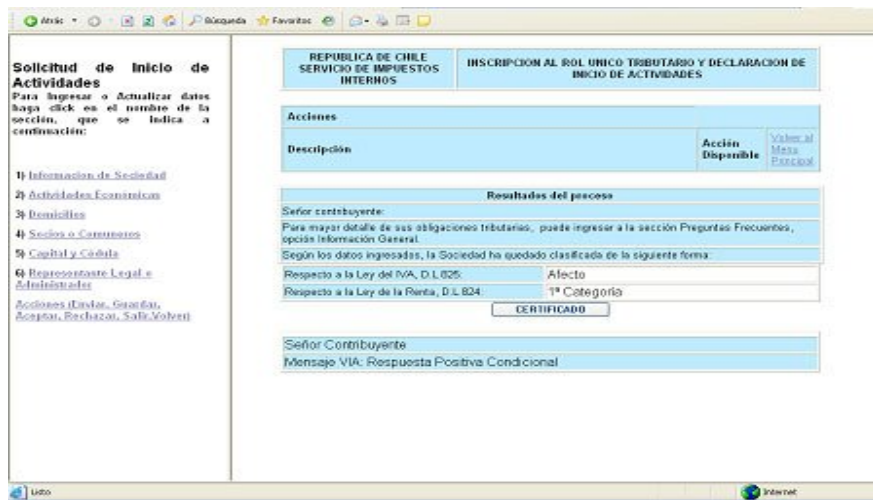 Atrás
Búsqueda
Favoritos
Solicitud de Inicio de
Actividades
Para Ingresar o Actualizar datos
haga click en el nombre de la
sección, que se indica a
continuación:
1) Informacion de Sociedad
2) Actividades Económicas
3) Domicilios
4) Socios o Comuneros
5) Capital y Cédula
6) Representante Legal o
Administrador
Acciones (Enviar, Guardar,
Aceptar, Rechazar, Salir,Volver)
REPUBLICA DE CHILE
SERVICIO DE IMPUESTOS
INTERNOS
INSCRIPCION AL ROL UNICO TRIBUTARIO Y DECLARACION DE
INICIO DE ACTIVIDADES
Acciones
Descripción
Acción
Disponible
Volver al
Menu
Principal
Resultados del proceso
Señor contribuyente:
Para mayor detalle de sus obligaciones tributarias, puede ingresar a la sección Preguntas Frecuentes,
opción Información General.
Según los datos ingresados, la Sociedad ha quedado clasificada de la siguiente forma:
Respecto a la Ley del IVA, D.L 825:
Afecto
Respecto a la Ley de la Renta, D.L 824:
1ª Categoria
CERTIFICADO
Señor Contribuyente
Mensaje VIA: Respuesta Positiva Condicional
Listo
Internet